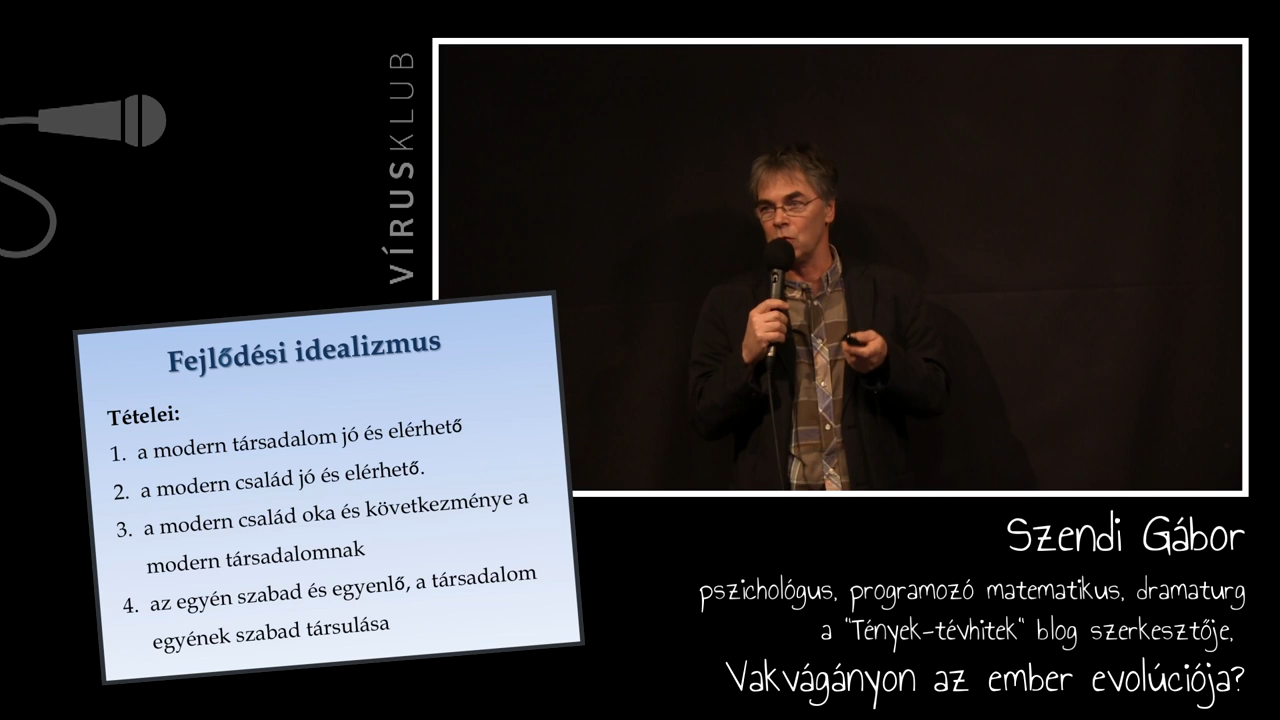 VÍRUSKLUB
Fejlődési idealizmus
Tételei:
1. a modern társadalom jó és elérhető
2. a modern család jó és elérhető.
3. a modern család oka és következménye a
modern társadalomnak
4. az egyén szabad és egyenlő, a társadalom
egyének szabad társulása
Szendi Gábor
pszichológus, programozó matematikus, dramaturg
a "Tények-tévhitek" blog szerkesztője,
Vakvágányon az ember evolúciója?